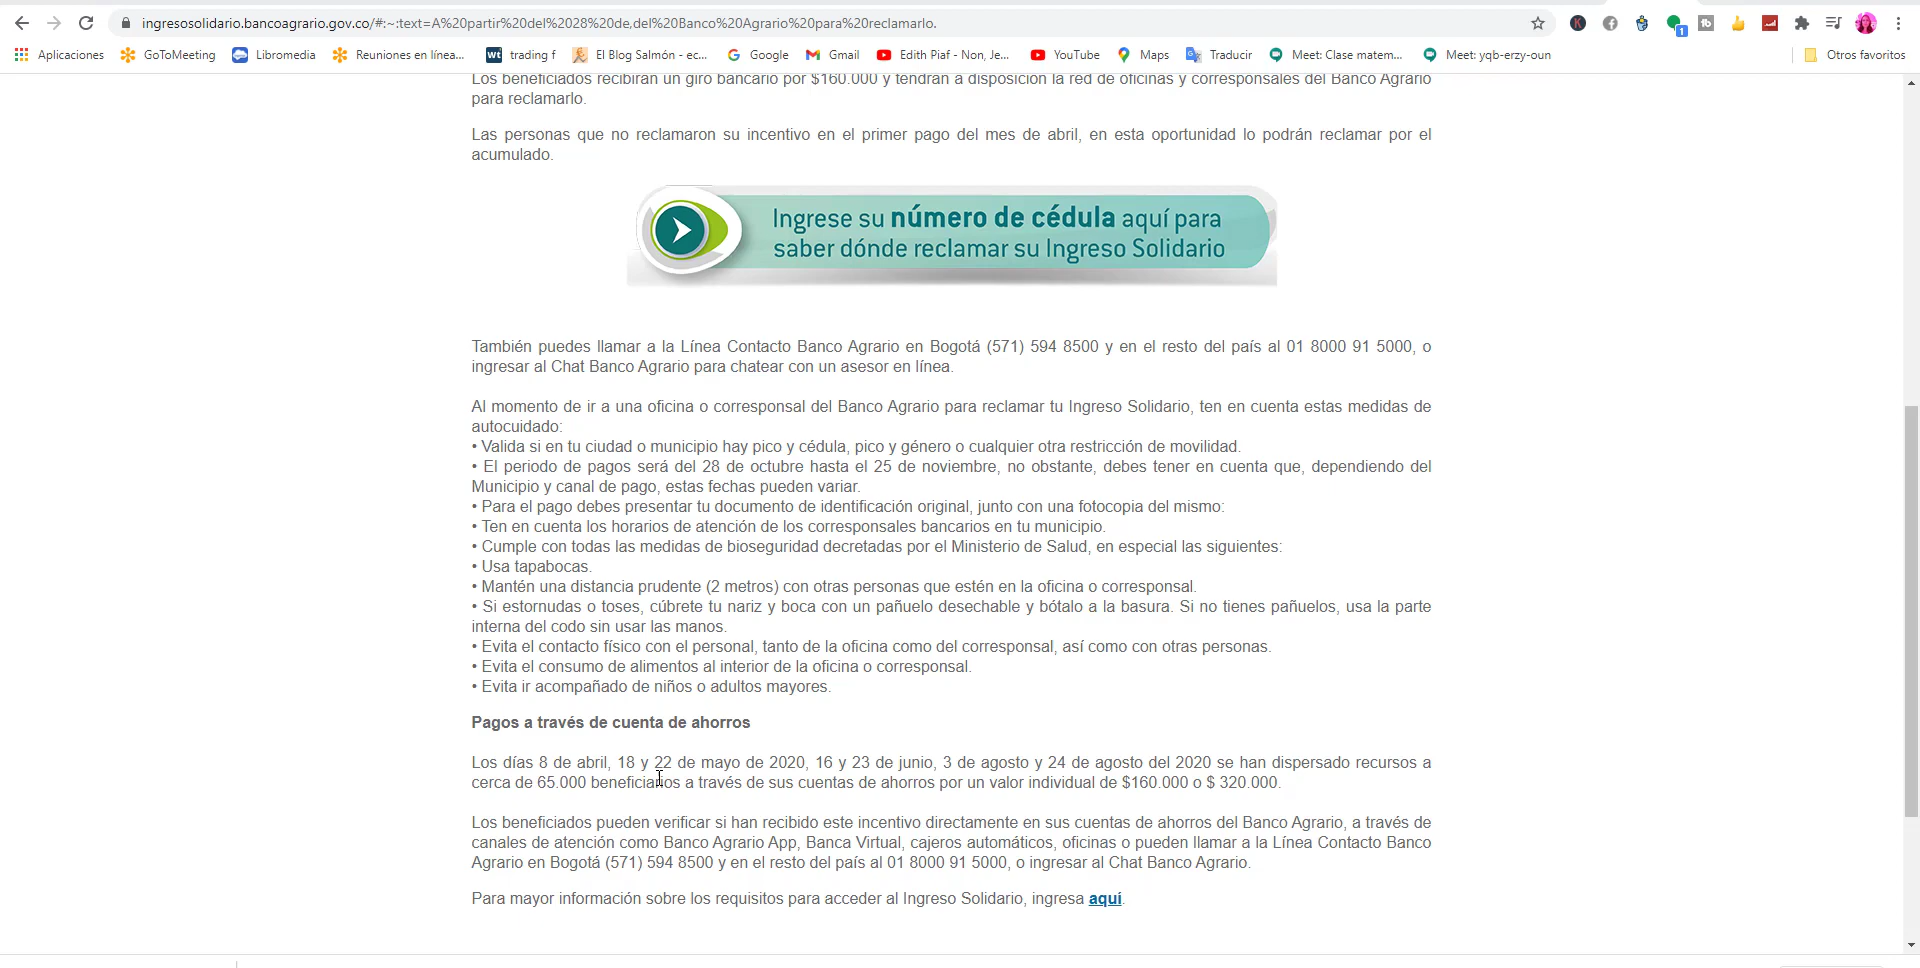 ingresosolidario.bancoagrario.gov.co/#:~:text=A%20partir%20del%2028%20de,del%20Banco%20Agrario%20para%20reclamarlo.
Aplicaciones GoToMeeting Libromedia Reuniones en línea... Wt trading f El Blog Salmón - ec... Google Gmail Edith Piaf - Non, Je... YouTube Maps Traducir Meet: Clase matem... Meet: yqb-erzy-oun Otros favoritos
Los beneficiados recibirán un giro bancario por $160.000 y tendrán a disposición la red de oficinas y corresponsales del Banco Agrario
para reclamarlo.
Las personas que no reclamaron su incentivo en el primer pago del mes de abril, en esta oportunidad lo podrán reclamar por el
acumulado.
Ingrese su número de cédula aquí para
saber dónde reclamar su Ingreso Solidario
También puedes llamar a la Línea Contacto Banco Agrario en Bogotá (571) 594 8500 y en el resto del país al 01 8000 91 5000, o
ingresar al Chat Banco Agrario para chatear con un asesor en línea.
Al momento de ir a una oficina o corresponsal del Banco Agrario para reclamar tu Ingreso Solidario, ten en cuenta estas medidas de
autocuidado:
• Valida si en tu ciudad o municipio hay pico y cédula, pico y género o cualquier otra restricción de movilidad.
• El periodo de pagos será del 28 de octubre hasta el 25 de noviembre, no obstante, debes tener en cuenta que, dependiendo del
Municipio y canal de pago, estas fechas pueden variar.
• Para el pago debes presentar tu documento de identificación original, junto con una fotocopia del mismo:
• Ten en cuenta los horarios de atención de los corresponsales bancarios en tu municipio.
• Cumple con todas las medidas de bioseguridad decretadas por el Ministerio de Salud, en especial las siguientes:
• Usa tapabocas.
• Mantén una distancia prudente (2 metros) con otras personas que estén en la oficina o corresponsal.
• Si estornudas o toses, cúbrete tu nariz y boca con un pañuelo desechable y bótalo a la basura. Si no tienes pañuelos, usa la parte
interna del codo sin usar las manos.
• Evita el contacto físico con el personal, tanto de la oficina como del corresponsal, así como con otras personas.
• Evita el consumo de alimentos al interior de la oficina o corresponsal.
• Evita ir acompañado de niños o adultos mayores.
Pagos a través de cuenta de ahorros
Los días 8 de abril, 18 y 22 de mayo de 2020, 16 y 23 de junio, 3 de agosto y 24 de agosto del 2020 se han dispersado recursos a
cerca de 65.000 beneficiarios a través de sus cuentas de ahorros por un valor individual de $160.000 o $ 320.000.
Los beneficiados pueden verificar si han recibido este incentivo directamente en sus cuentas de ahorros del Banco Agrario, a través de
canales de atención como Banco Agrario App, Banca Virtual, cajeros automáticos, oficinas o pueden llamar a la Línea Contacto Banco
Agrario en Bogotá (571) 594 8500 y en el resto del país al 01 8000 91 5000, o ingresar al Chat Banco Agrario.
Para mayor información sobre los requisitos para acceder al Ingreso Solidario, ingresa aquí.